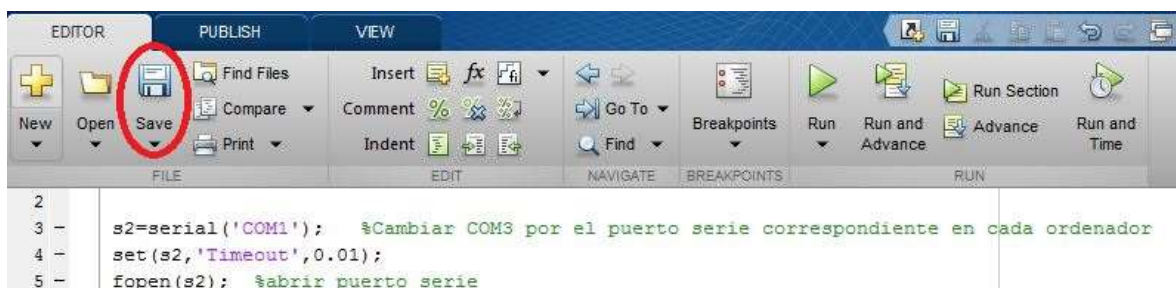 EDITOR PUBLISH VIEW
Find Files Insert fx
Compare Comment % Go To Breakpoints Run Section
New Open Save Run Run and Advance Run and
Print Indent Find Advance Time
FILE EDIT NAVIGATE BREAKPOINTS RUN
2
3 - s2=serial('COM1'); %Cambiar COM3 por el puerto serie correspondiente en cada ordenador
4 - set(s2,'Timeout',0.01);
5 - fopen(s2); %abrir puerto serie